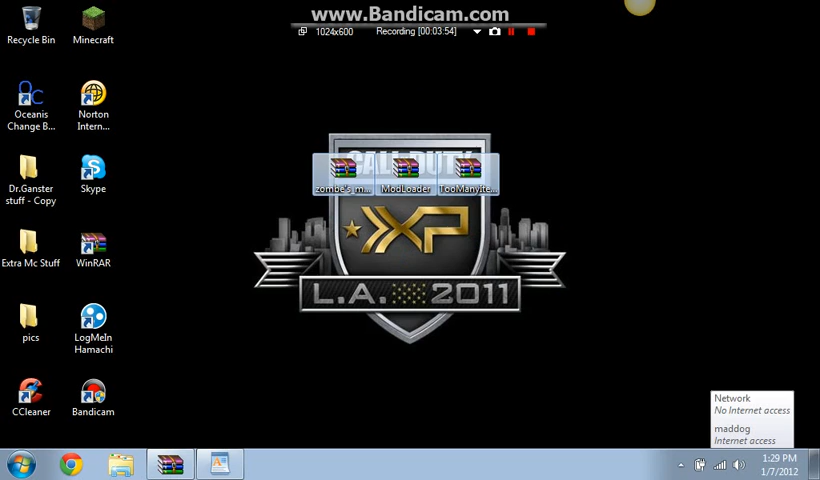 www.Bandicam.com
1024x600
Recording [00:03:54]
Recycle Bin
Minecraft
Oceanis
Change B...
Norton
Intern...
Dr.Ganster
stuff - Copy
Skype
Extra Mc Stuff
WinRAR
pics
LogMeIn
Hamachi
CCleaner
Bandicam
zombe's_m...
ModLoader
TooManyIte...
CALL OF DUTY
XP
L.A. 2011
Network
No Internet access
maddog
Internet access
1:29 PM
1/7/2012